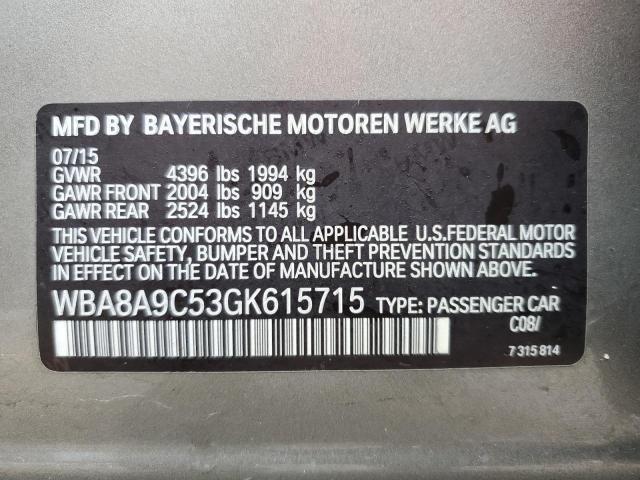 MFD BY BAYERISCHE MOTOREN WERKE AG
07/15
GVWR 4396 lbs 1994 kg
GAWR FRONT 2004 lbs 909 kg
GAWR REAR 2524 lbs 1145 kg
THIS VEHICLE CONFORMS TO ALL APPLICABLE U.S.FEDERAL MOTOR
VEHICLE SAFETY, BUMPER AND THEFT PREVENTION STANDARDS
IN EFFECT ON THE DATE OF MANUFACTURE SHOWN ABOVE.
WBA8A9C53GK615715 TYPE: PASSENGER CAR
C08/
7 315 814